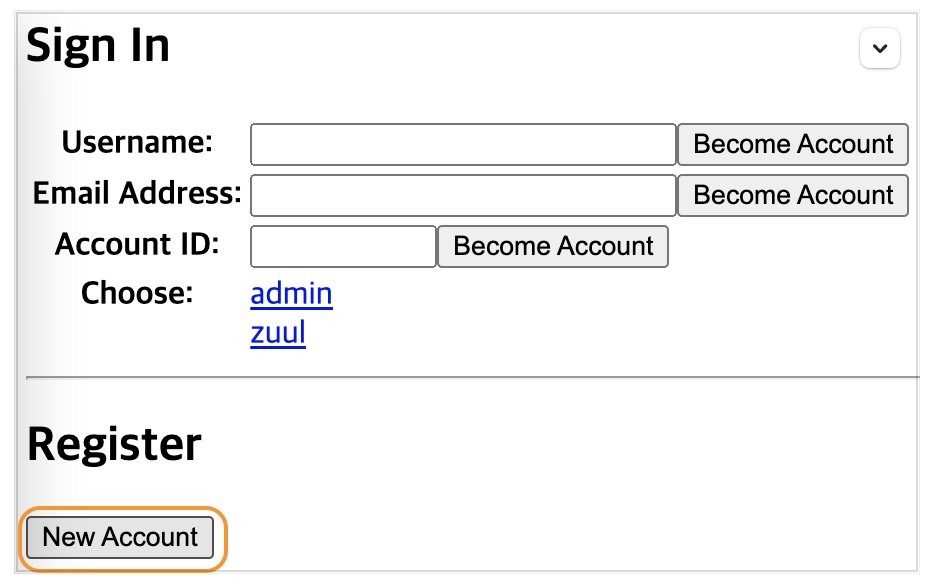 Sign In
Username: Become Account
Email Address: Become Account
Account ID: Become Account
Choose: admin
zuul
Register
New Account